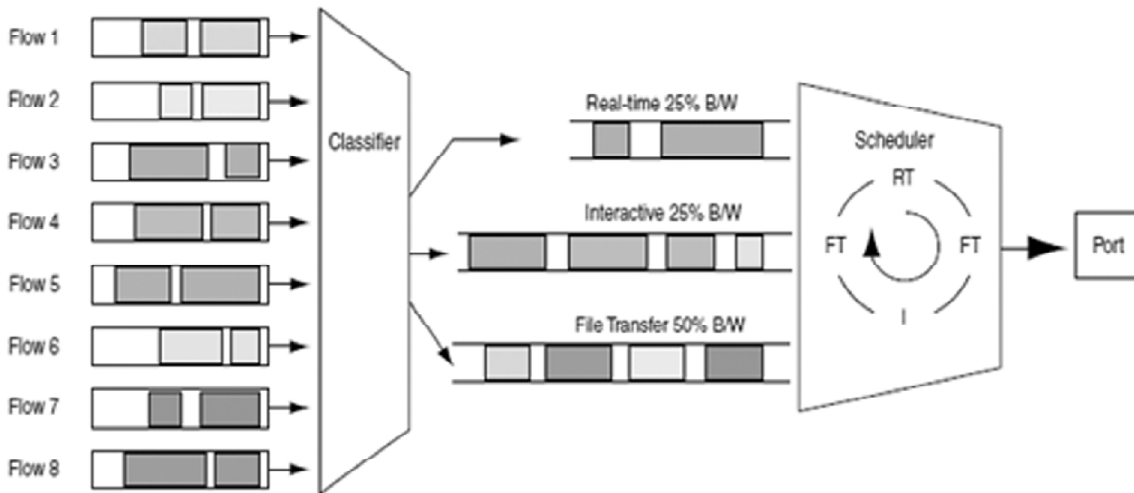 Flow 1
Flow 2
Flow 3
Flow 4
Flow 5
Flow 6
Flow 7
Flow 8
Classifier
Real-time 25% B/W
Interactive 25% B/W
File Transfer 50% B/W
Scheduler
RT
FT FT
I
Port